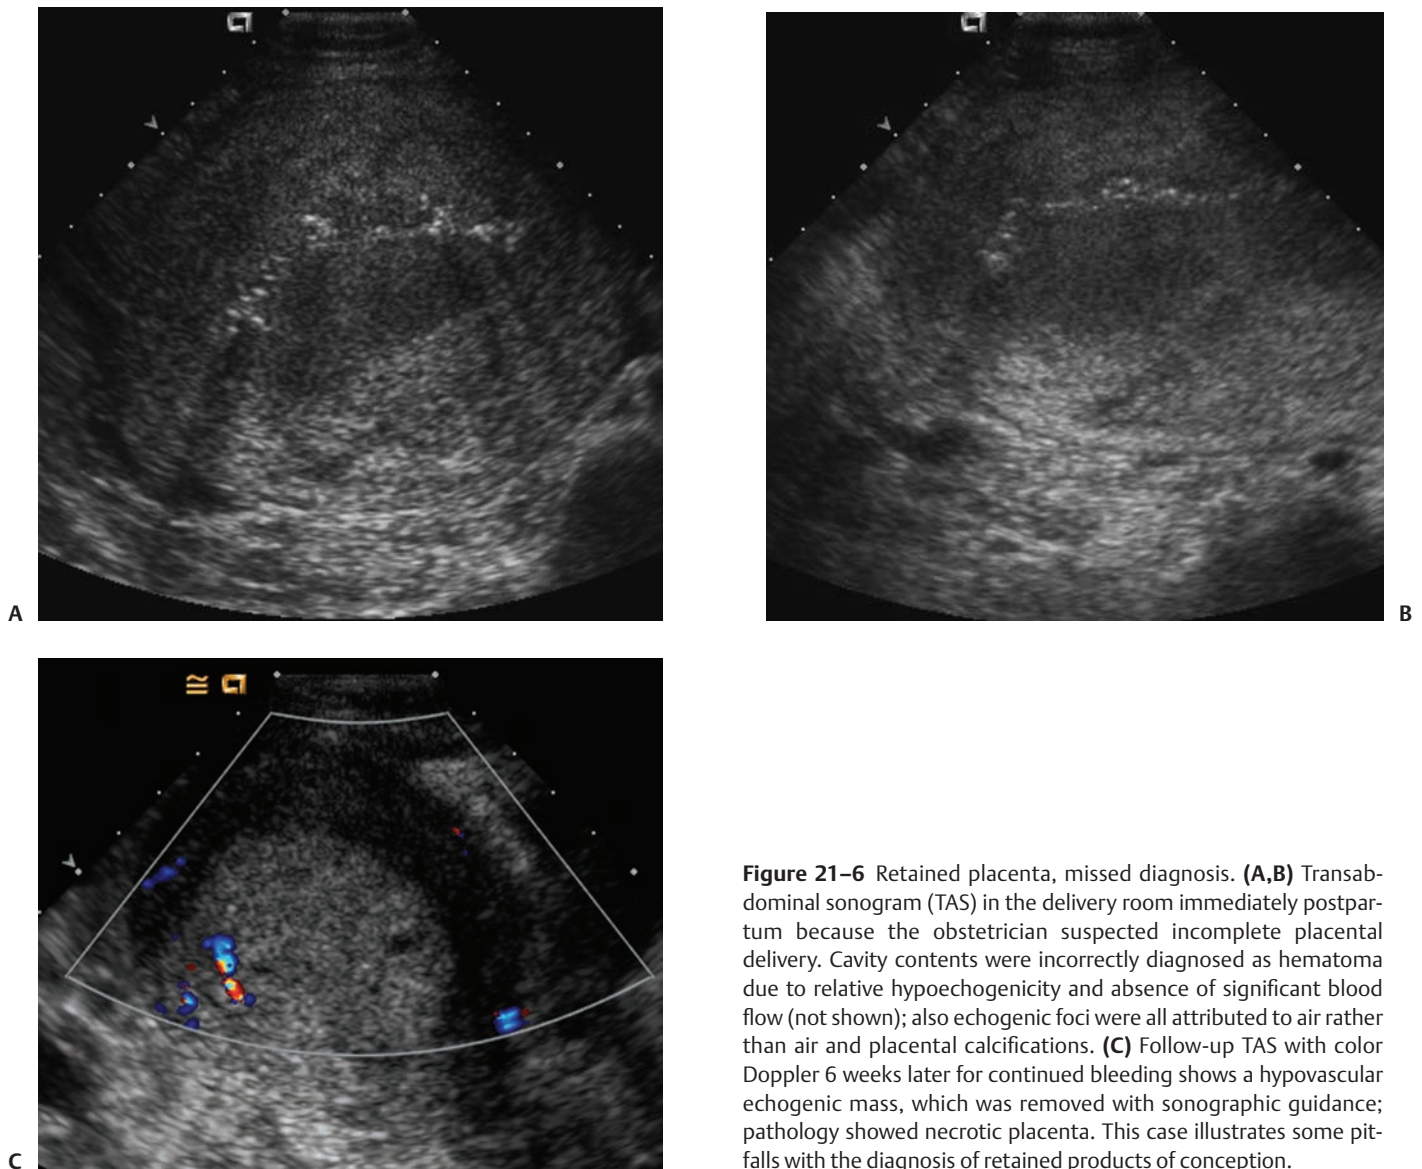 A
B
C
Figure 21–6 Retained placenta, missed diagnosis. (A,B) Transab-
dominal sonogram (TAS) in the delivery room immediately postpar-
tum because the obstetrician suspected incomplete placental
delivery. Cavity contents were incorrectly diagnosed as hematoma
due to relative hypoechogenicity and absence of significant blood
flow (not shown); also echogenic foci were all attributed to air rather
than air and placental calcifications. (C) Follow-up TAS with color
Doppler 6 weeks later for continued bleeding shows a hypovascular
echogenic mass, which was removed with sonographic guidance;
pathology showed necrotic placenta. This case illustrates some pit-
falls with the diagnosis of retained products of conception.